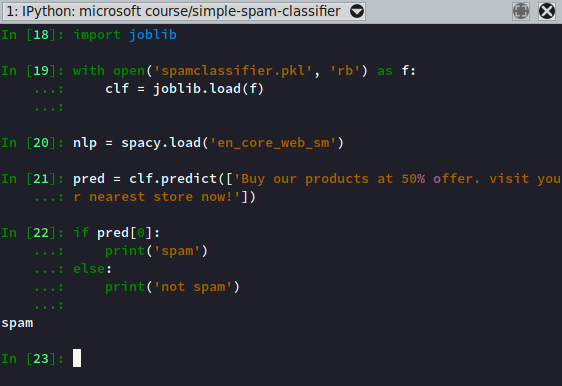 1: IPython: microsoft course/simple-spam-classifier
In [18]: import joblib
In [19]: with open('spamclassifier.pkl', 'rb') as f:
    ...:     clf = joblib.load(f)
    ...:
In [20]: nlp = spacy.load('en_core_web_sm')
In [21]: pred = clf.predict(['Buy our products at 50% offer. visit you
    ...: r nearest store now!'])
In [22]: if pred[0]:
    ...:     print('spam')
    ...: else:
    ...:     print('not spam')
    ...:
spam
In [23]: